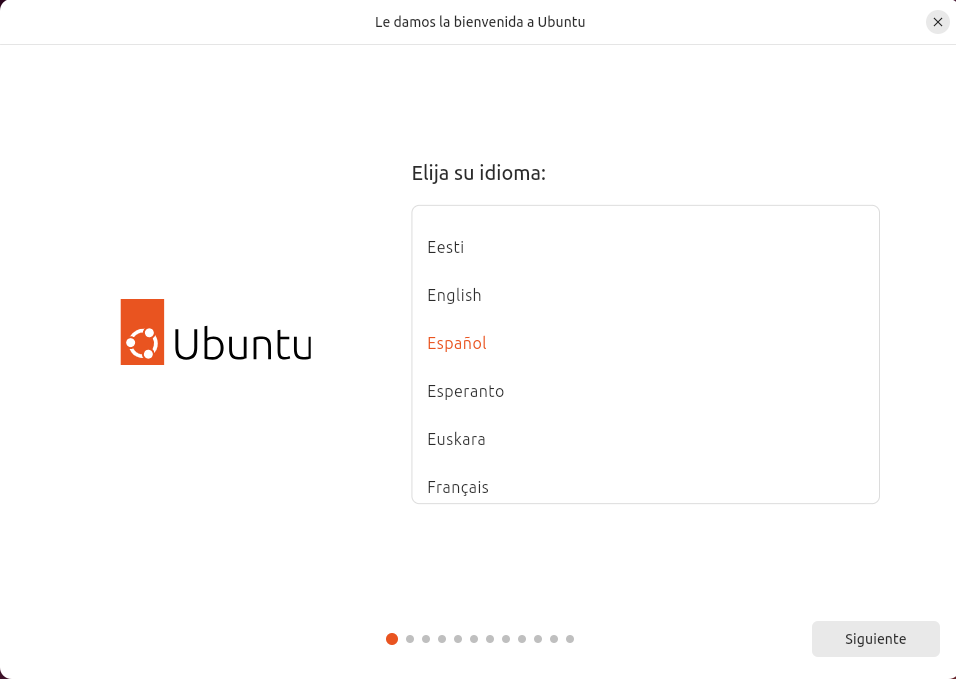 Le damos la bienvenida a Ubuntu
Elija su idioma:
Eesti
English
Español
Esperanto
Euskara
Français
Ubuntu
Siguiente